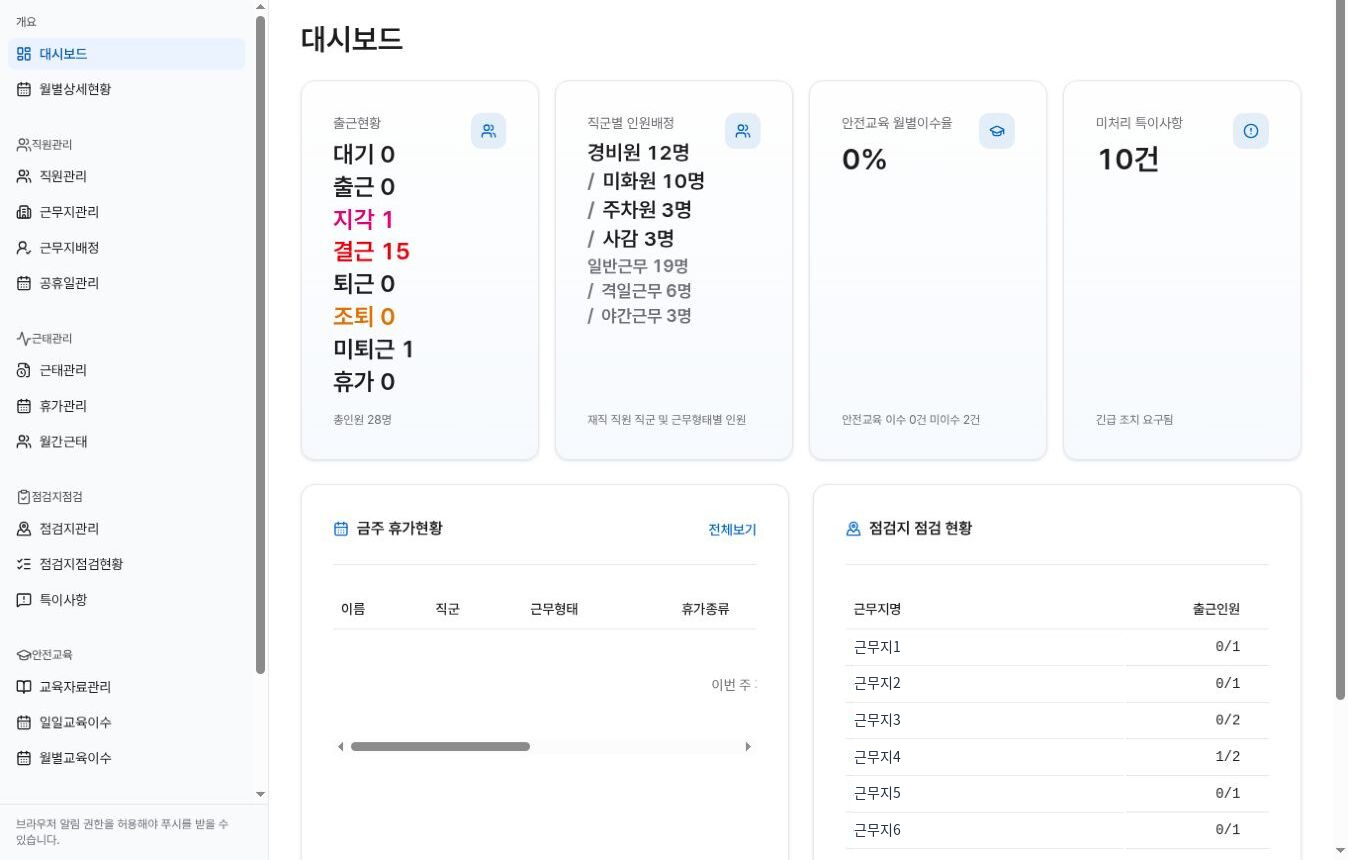 개요
대시보드
월별상세현황
직원관리
직원관리
근무지관리
근무지배정
공휴일관리
근태관리
근태관리
휴가관리
월간근태
점검지점검
점검지관리
점검지점검현황
특이사항
안전교육
교육자료관리
일일교육이수
월별교육이수
브라우저 알림 권한을 허용해야 푸시를 받을 수
있습니다.
대시보드
출근현황
대기 0
출근 0
지각 1
결근 15
퇴근 0
조퇴 0
미퇴근 1
휴가 0
총인원 28명
직군별 인원배정
경비원 12명
/ 미화원 10명
/ 주차원 3명
/ 사감 3명
일반근무 19명
/ 격일근무 6명
/ 야간근무 3명
재직 직원 직군 및 근무형태별 인원
안전교육 월별이수율
0%
안전교육 이수 0건 미이수 2건
미처리 특이사항
10건
긴급 조치 요구됨
금주 휴가현황
전체보기
이름 직군 근무형태 휴가종류
이번 주
점검지 점검 현황
근무지명 출근인원
근무지1 0/1
근무지2 0/1
근무지3 0/2
근무지4 1/2
근무지5 0/1
근무지6 0/1